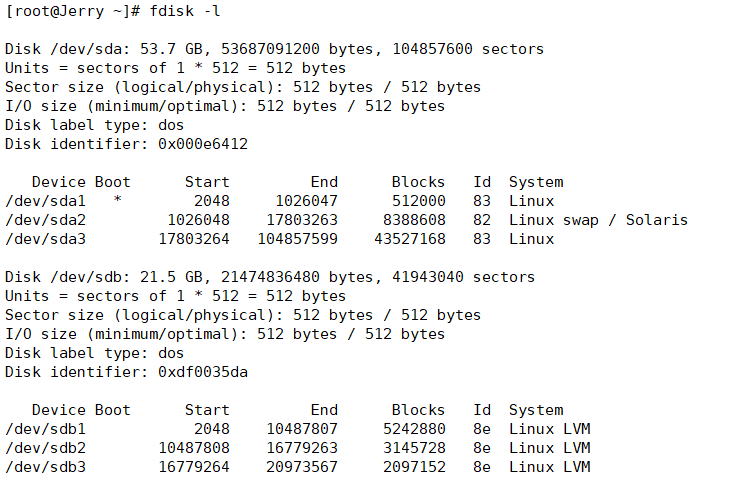 [root@Jerry ~]# fdisk -l
Disk /dev/sda: 53.7 GB, 53687091200 bytes, 104857600 sectors
Units = sectors of 1 * 512 = 512 bytes
Sector size (logical/physical): 512 bytes / 512 bytes
I/O size (minimum/optimal): 512 bytes / 512 bytes
Disk label type: dos
Disk identifier: 0x000e6412
   Device Boot      Start         End      Blocks   Id  System
/dev/sda1   *        2048     1026047      512000   83  Linux
/dev/sda2         1026048    17803263     8388608   82  Linux swap / Solaris
/dev/sda3        17803264   104857599    43527168   83  Linux
Disk /dev/sdb: 21.5 GB, 21474836480 bytes, 41943040 sectors
Units = sectors of 1 * 512 = 512 bytes
Sector size (logical/physical): 512 bytes / 512 bytes
I/O size (minimum/optimal): 512 bytes / 512 bytes
Disk label type: dos
Disk identifier: 0xdf0035da
   Device Boot      Start         End      Blocks   Id  System
/dev/sdb1            2048    10487807     5242880   8e  Linux LVM
/dev/sdb2        10487808    16779263     3145728   8e  Linux LVM
/dev/sdb3        16779264    20973567     2097152   8e  Linux LVM